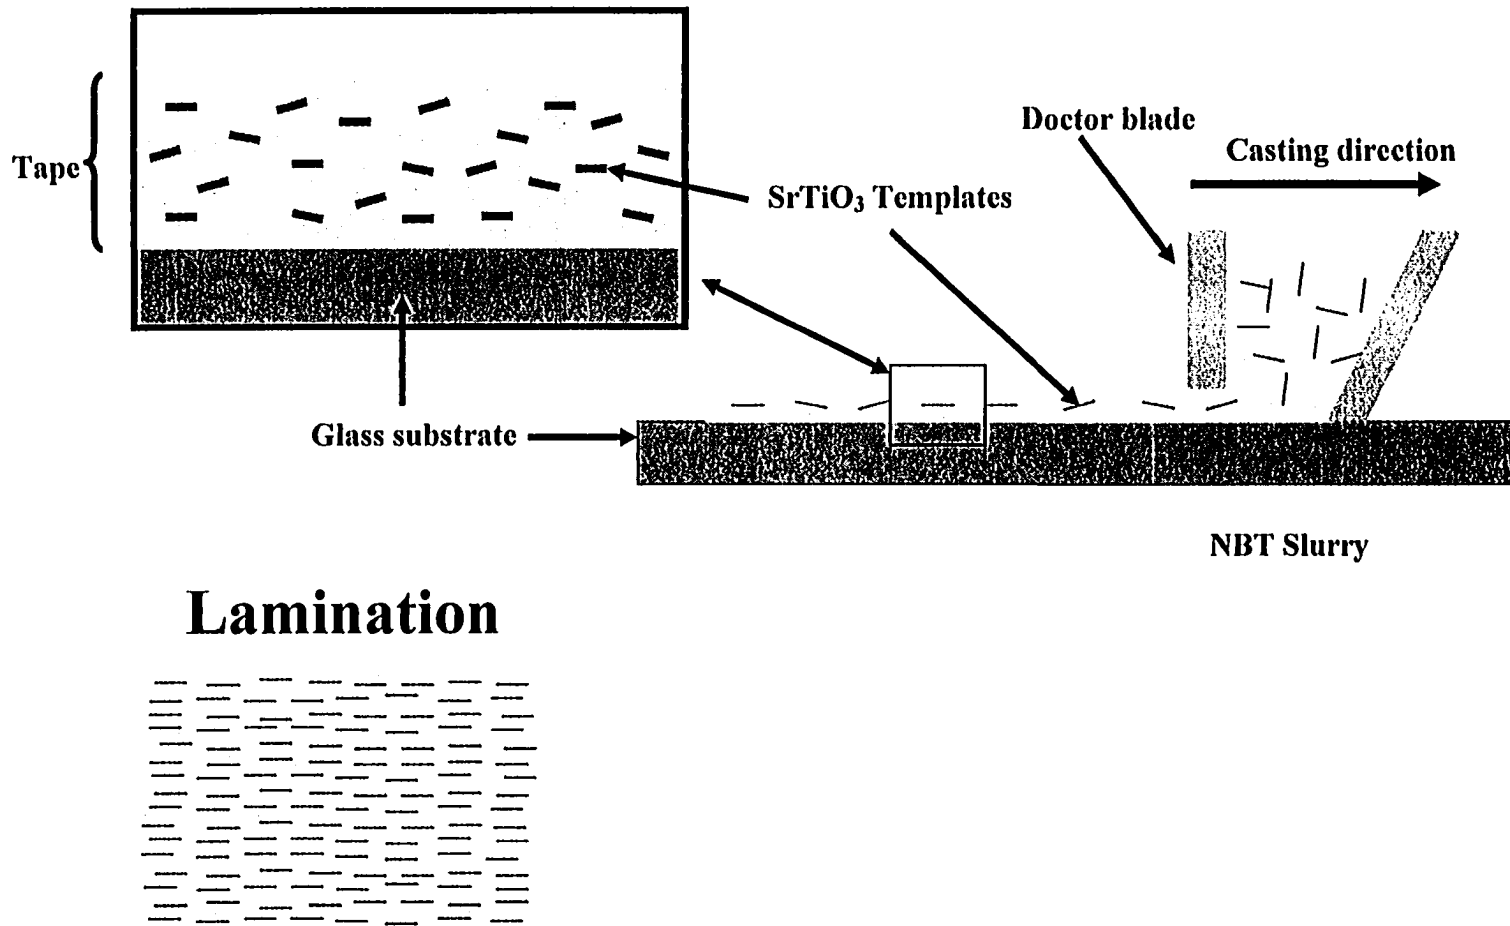 Doctor blade
Casting direction
Tape
SrTiO₃ Templates
Glass substrate
NBT Slurry
Lamination